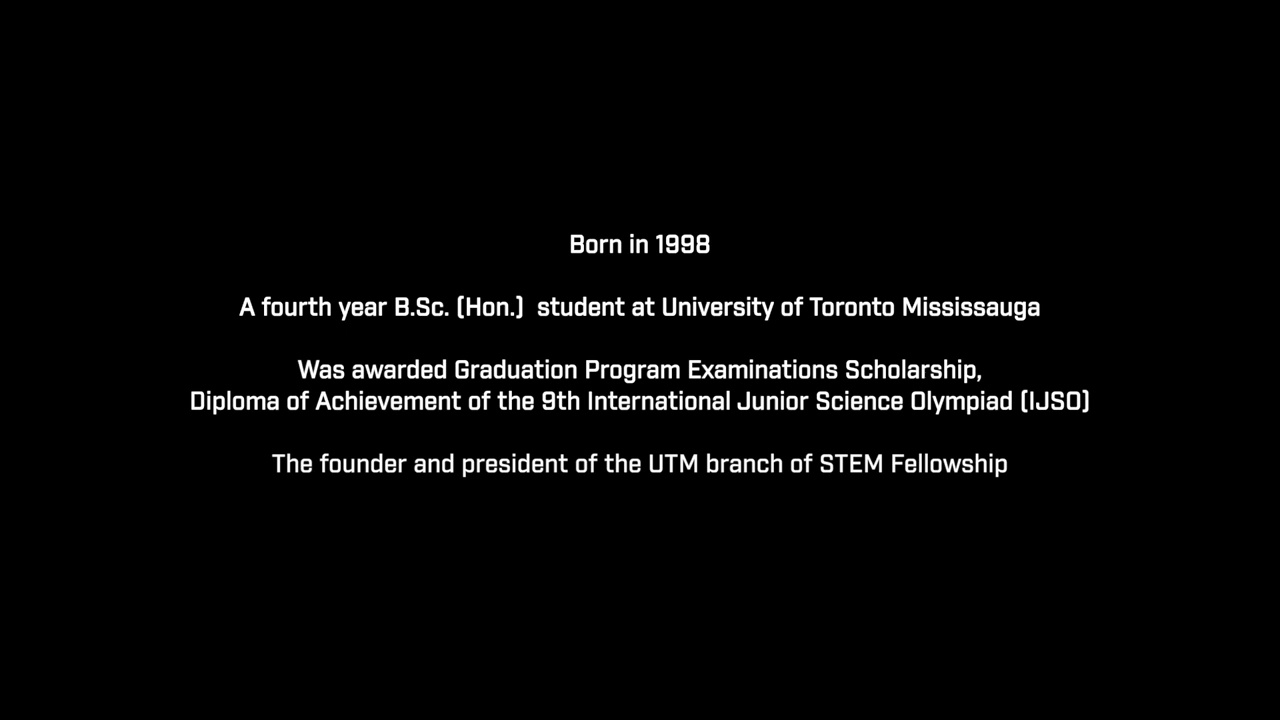 Born in 1998
A fourth year B.Sc. (Hon.)  student at University of Toronto Mississauga
Was awarded Graduation Program Examinations Scholarship,
Diploma of Achievement of the 9th International Junior Science Olympiad (IJSO)
The founder and president of the UTM branch of STEM Fellowship